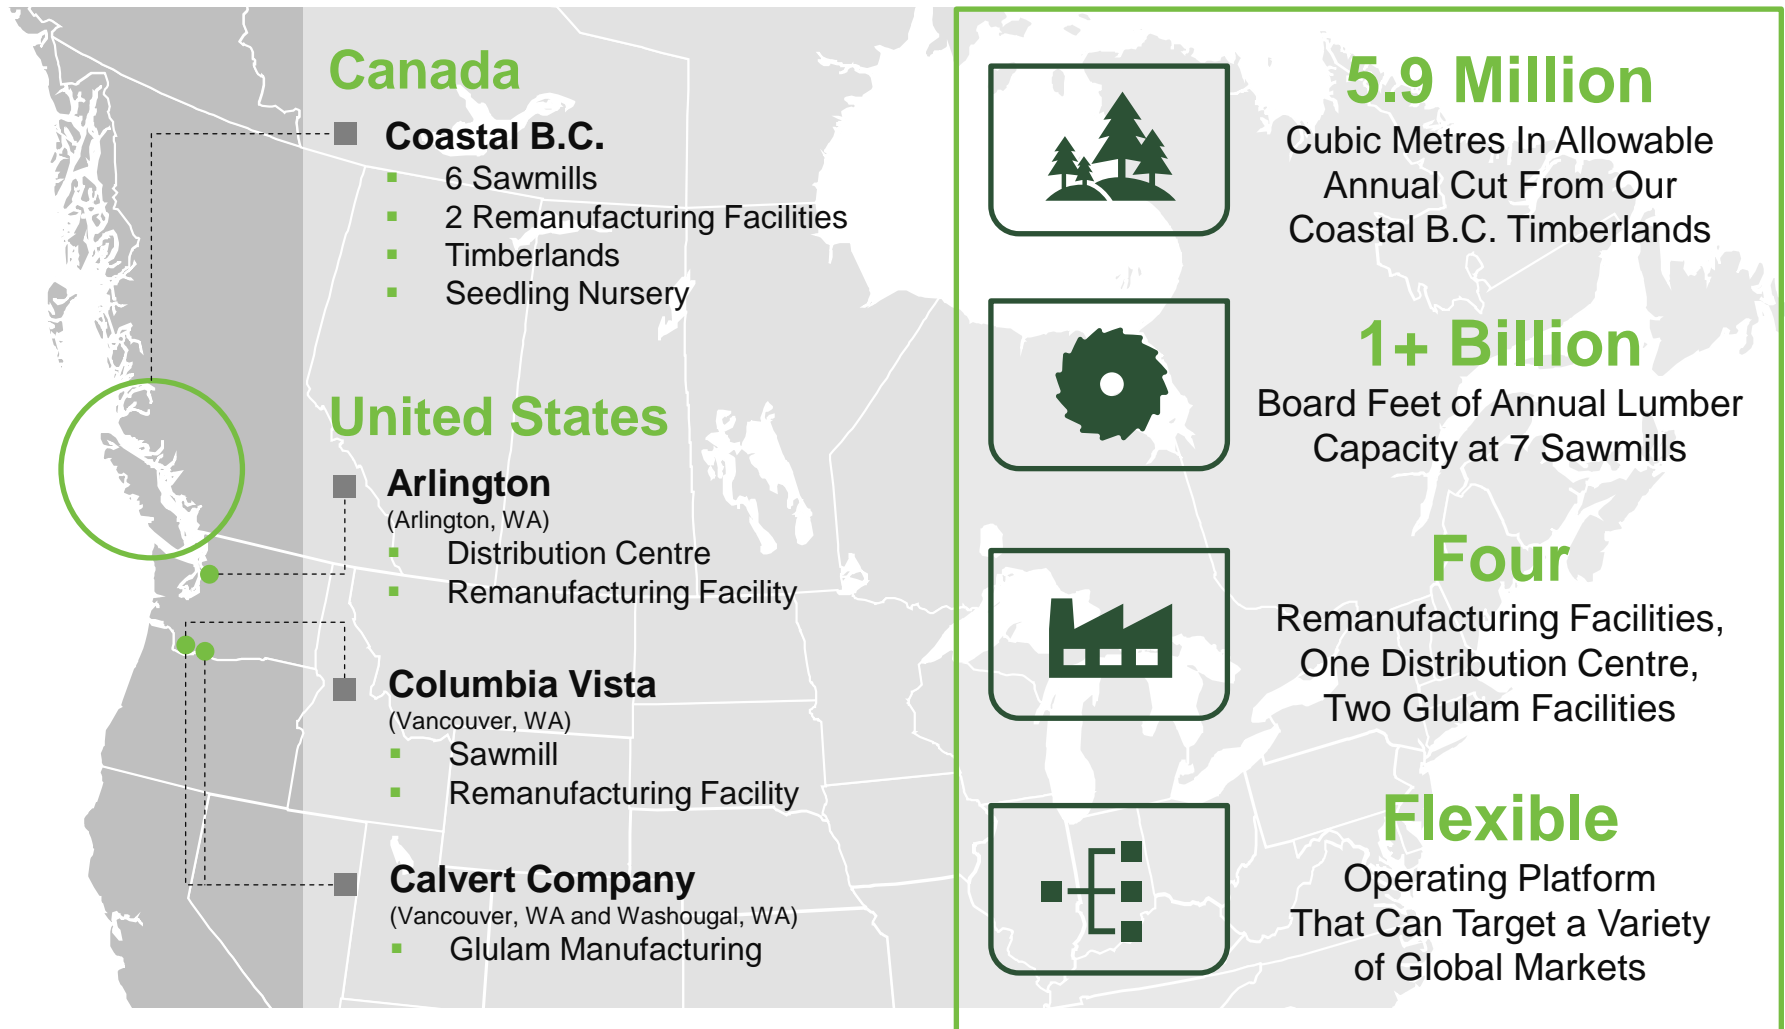 Canada
Coastal B.C.
▪ 6 Sawmills
▪ 2 Remanufacturing Facilities
▪ Timberlands
▪ Seedling Nursery
United States
Arlington
(Arlington, WA)
▪ Distribution Centre
▪ Remanufacturing Facility
Columbia Vista
(Vancouver, WA)
▪ Sawmill
▪ Remanufacturing Facility
Calvert Company
(Vancouver, WA and Washougal, WA)
▪ Glulam Manufacturing
5.9 Million
Cubic Metres In Allowable
Annual Cut From Our
Coastal B.C. Timberlands
1+ Billion
Board Feet of Annual Lumber
Capacity at 7 Sawmills
Four
Remanufacturing Facilities,
One Distribution Centre,
Two Glulam Facilities
Flexible
Operating Platform
That Can Target a Variety
of Global Markets